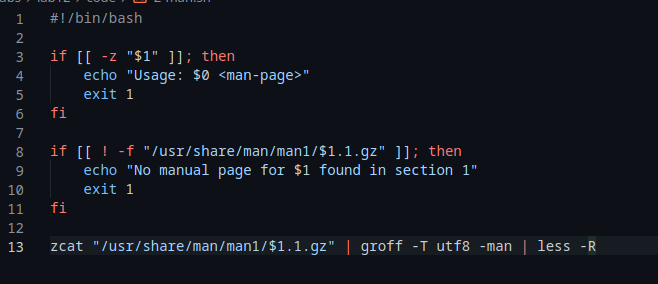 1 #!/bin/bash
2
3 if [[ -z "$1" ]]; then
4     echo "Usage: $0 <man-page>"
5     exit 1
6 fi
7
8 if [[ ! -f "/usr/share/man/man1/$1.1.gz" ]]; then
9     echo "No manual page for $1 found in section 1"
10     exit 1
11 fi
12
13 zcat "/usr/share/man/man1/$1.1.gz" | groff -T utf8 -man | less -R